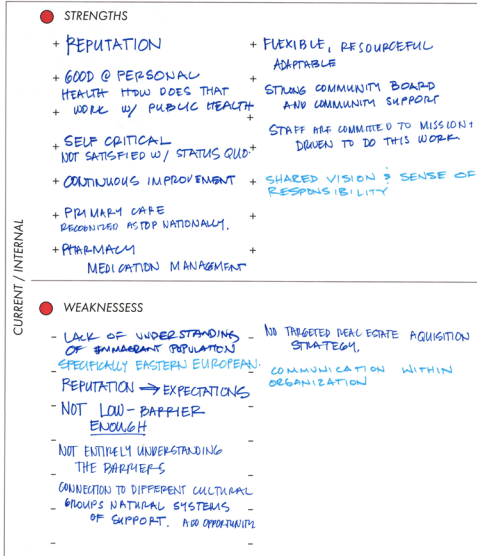 STRENGTHS
+ REPUTATION
+ GOOD @ PERSONAL
HEALTH HOW DOES THAT
+ WORK W/ PUBLIC HEALTH
+ SELF CRITICAL
NOT SATISFIED W/ STATUS QUO.
+ CONTINUOUS IMPROVEMENT
+ PRIMARY CARE
RECOGNIZED AS TOP NATIONALLY.
+ PHARMACY
MEDICATION MANAGEMENT
+ FLEXIBLE, RESOURCEFUL
ADAPTABLE
+
STRONG COMMUNITY BOARD
AND COMMUNITY SUPPORT
+
STAFF ARE COMMITTED TO MISSION +
+ DRIVEN TO DO THIS WORK
+ SHARED VISION & SENSE OF
RESPONSIBILITY
+
+
CURRENT / INTERNAL
WEAKNESSESS
- LACK OF UNDERSTANDING
OF IMMIGRANT POPULATION
- SPECIFICALLY EASTERN EUROPEAN.
REPUTATION → EXPECTATIONS
- NOT LOW-BARRIER
ENOUGH
-
NOT ENTIRELY UNDERSTANDING
- THE BARRIERS
CONNECTION TO DIFFERENT CULTURAL
- GROUPS NATURAL SYSTEMS
OF SUPPORT. ALSO OPPORTUNITY
-
-
- NO TARGETED REAL ESTATE AQUISITION
STRATEGY.
- COMMUNICATION WITHIN
ORGANIZATION
-
-
-
-
-
-